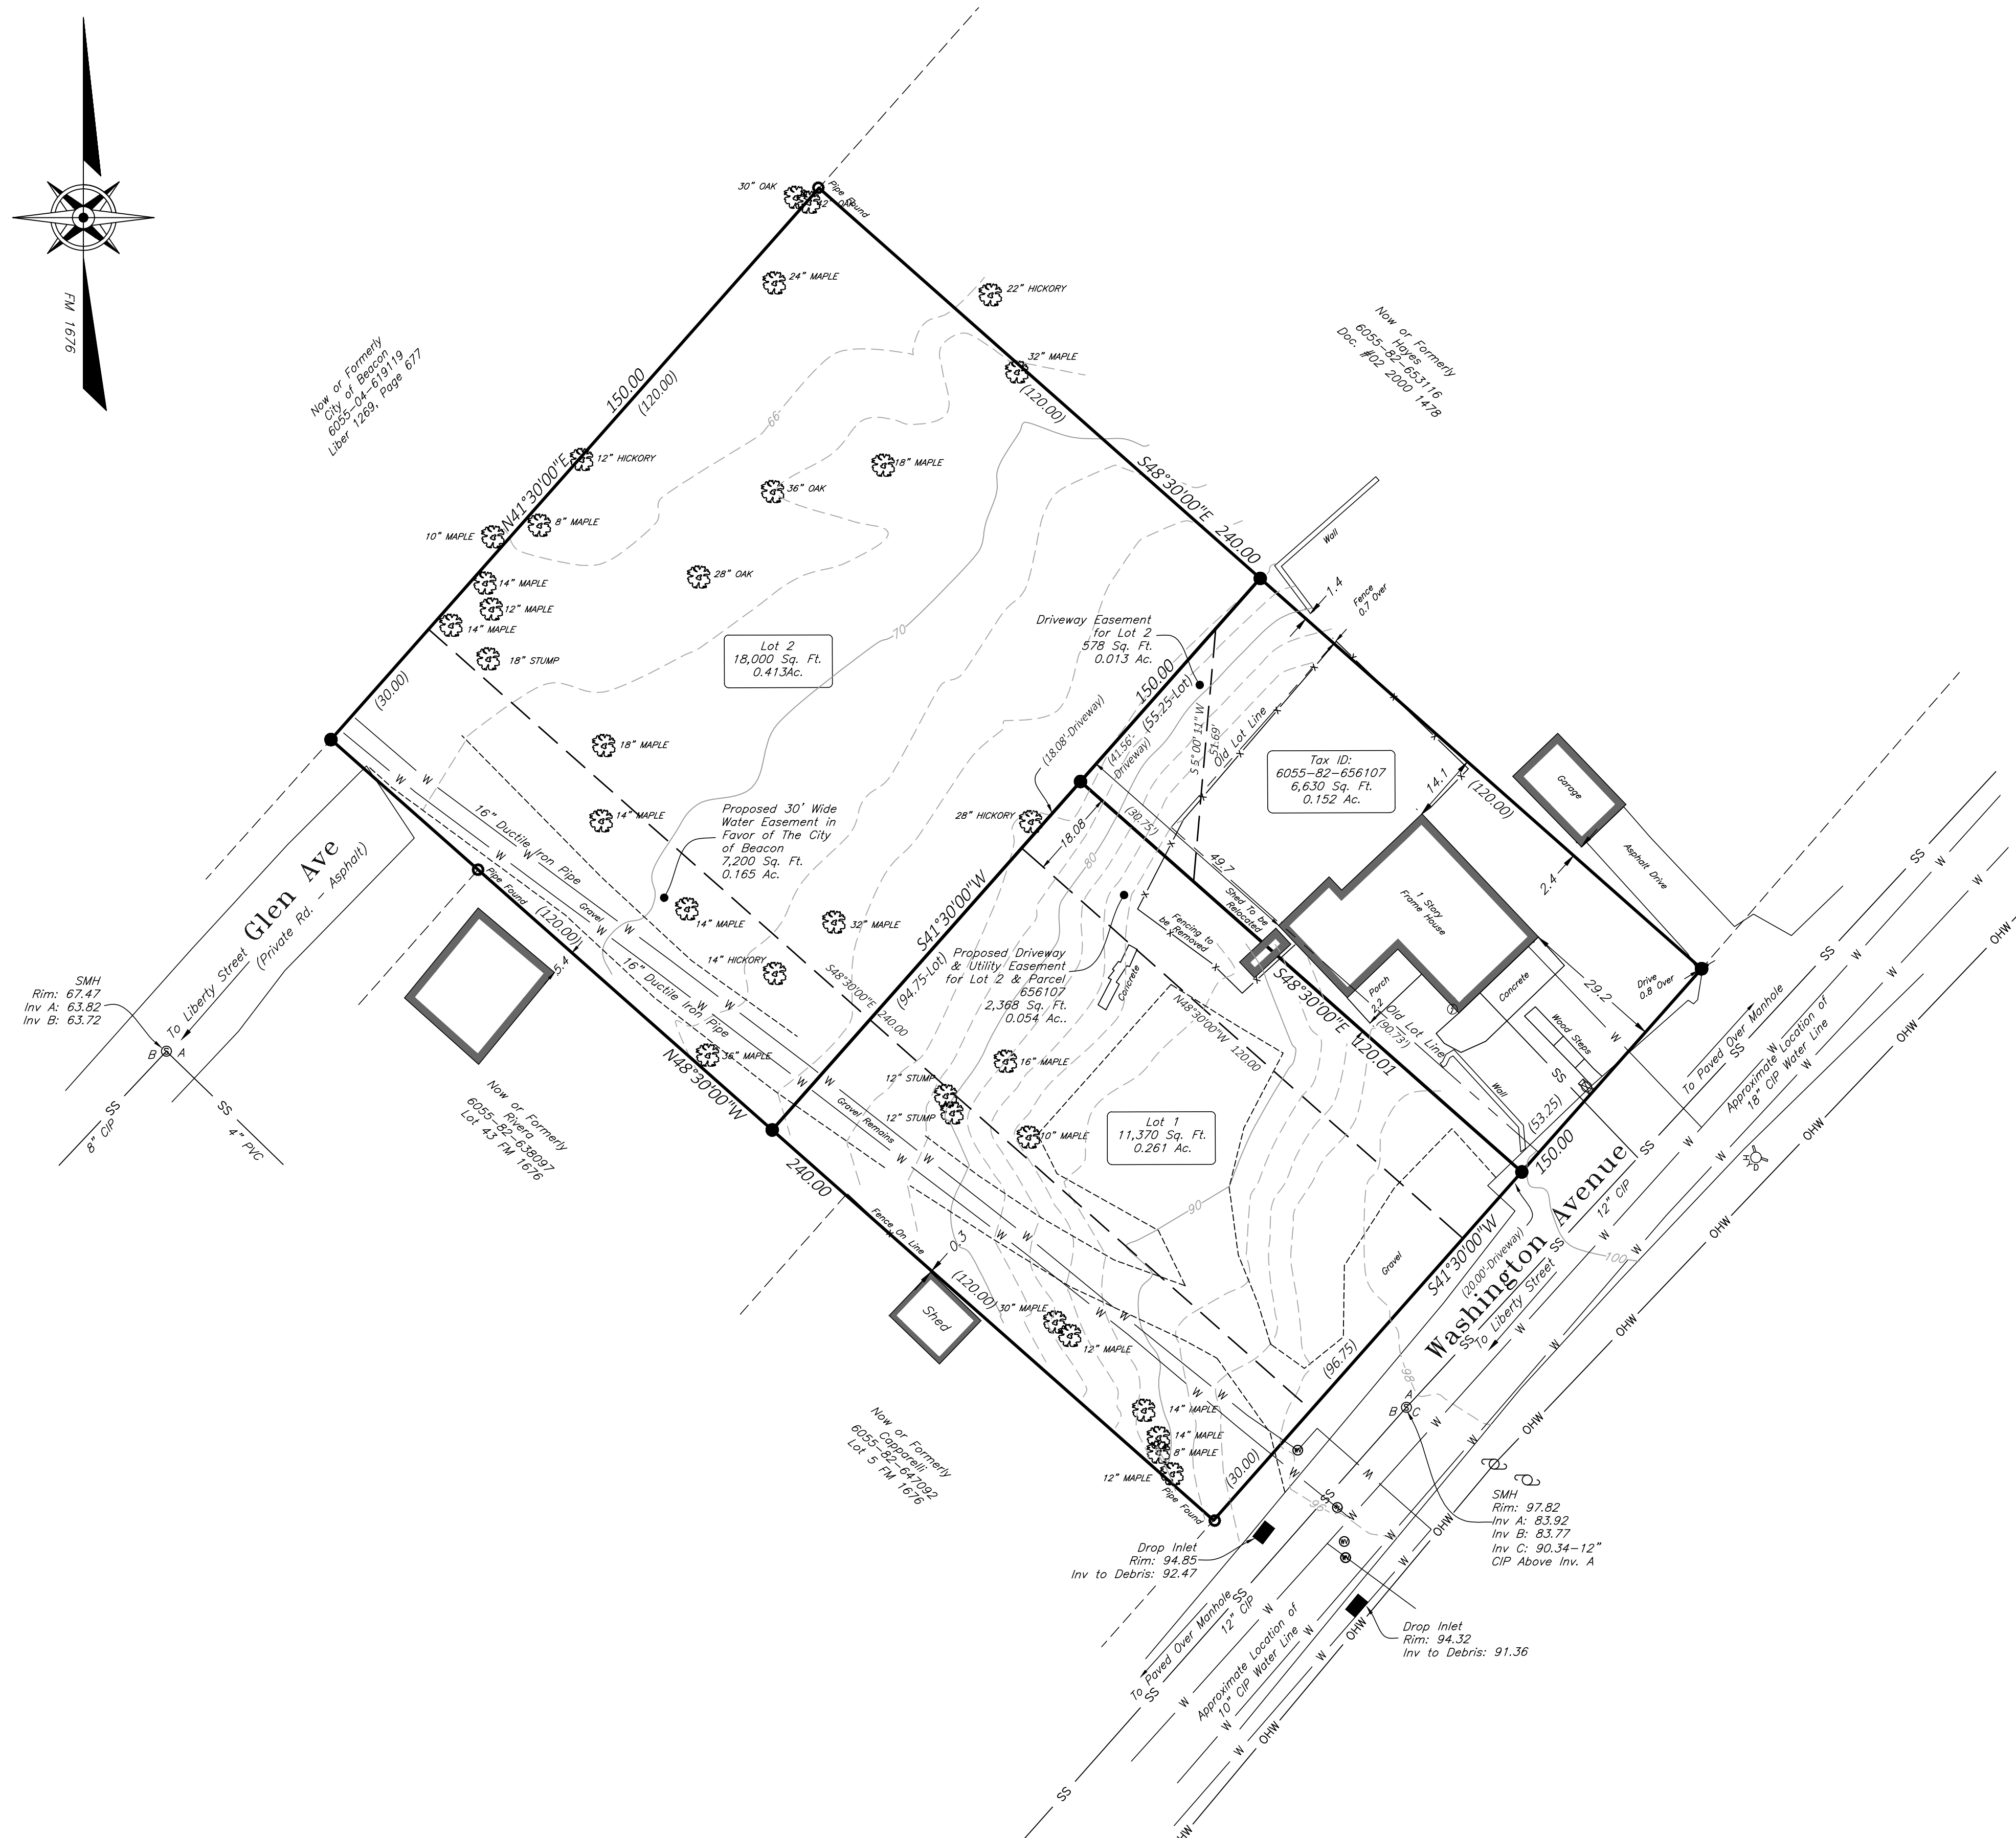 FM 1676
30" OAK
12" OAK
Pipe Found
24" MAPLE
22" HICKORY
32" MAPLE
Now or Formerly
City of Beacon
6055-04-619119
Liber 1269, Page 677
Now or Formerly
Hayes
6055-82-653116
Doc. #02 2000 1478
150.00
(120.00)
N41°30'00"E
(120.00)
S48°30'00"E 240.00
66
12" HICKORY
18" MAPLE
36" OAK
8" MAPLE
10" MAPLE
14" MAPLE
12" MAPLE
14" MAPLE
18" STUMP
28" OAK
70
(30.00)
Lot 2
18,000 Sq. Ft.
0.413Ac.
Wall
1.4
Fence
0.7 Over
Driveway Easement
for Lot 2
578 Sq. Ft.
0.013 Ac.
150.00
(55.25-Lot)
(41.56'-
Driveway)
(18.08'-Driveway)
S 5°00' 11" W
51.69'
Old Lot Line
Tax ID:
6055-82-656107
6,630 Sq. Ft.
0.152 Ac.
14.1
(120.00)
Garage
Asphalt Drive
2.4
18" MAPLE
14" MAPLE
Proposed 30' Wide
Water Easement in
Favor of The City
of Beacon
7,200 Sq. Ft.
0.165 Ac.
28" HICKORY
18.08
(30.75')
80
49.7
Shed To be
Relocated
1 Story
Frame House
Fencing to
be Removed
Glen Ave
(Private Rd. - Asphalt)
To Liberty Street
16" Ductile Iron Pipe
Gravel
Pipe Found
(120.00)
5.4
16" Ductile Iron Pipe
14" MAPLE
32" MAPLE
14" HICKORY
36" MAPLE
S41°30'00"W
(94.75-Lot)
S48°30'00"E
240.00
Proposed Driveway
& Utility Easement
for Lot 2 & Parcel
656107
2,368 Sq. Ft.
0.054 Ac..
Concrete
N48°30'00"W 120.00
S48°30'00"E 120.01
Porch
2.2
Old Lot Line
(90.73')
Concrete
Wood Steps
29.2
Drive
0.8 Over
Wall
SMH
Rim: 67.47
Inv A: 63.82
Inv B: 63.72
B
A
SS
8" CIP
SS
4" PVC
Now or Formerly
Rivera
6055-82-638097
Lot 43 FM 1676
N48°30'00"W
240.00
Gravel Remains
12" STUMP
12" STUMP
16" MAPLE
10" MAPLE
Lot 1
11,370 Sq. Ft.
0.261 Ac.
90
Gravel
Fence On Line
0.3
Shed
(120.00)
30" MAPLE
12" MAPLE
14" MAPLE
14" MAPLE
8" MAPLE
12" MAPLE
Pipe Found
(30.00)
(96.75)
S41°30'00"W
(20.00'-Driveway)
(53.25)
150.00
Washington Avenue
12" CIP
To Liberty Street
To Paved Over Manhole
Approximate Location of
18" CIP Water Line
100
98
95
Now or Formerly
Capparelli
6055-82-647092
Lot 5 FM 1676
A
B
C
SMH
Rim: 97.82
Inv A: 83.92
Inv B: 83.77
Inv C: 90.34-12"
CIP Above Inv. A
Drop Inlet
Rim: 94.85
Inv to Debris: 92.47
Drop Inlet
Rim: 94.32
Inv to Debris: 91.36
To Paved Over Manhole
12" CIP
Approximate Location of
10" CIP Water Line
SS
W
OHW